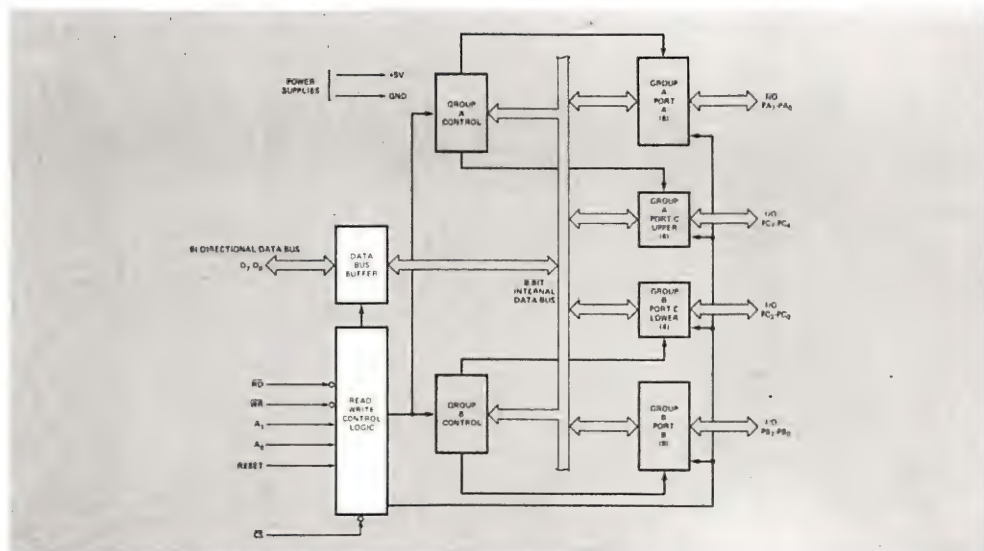 POWER
SUPPLIES
+5V
GND
GROUP
A
CONTROL
GROUP
A
PORT
A
(8)
I/O
PA7-PA0
GROUP
A
PORT C
UPPER
(4)
I/O
PC7-PC4
BI DIRECTIONAL DATA BUS
D7 D0
DATA
BUS
BUFFER
8 BIT
INTERNAL
DATA BUS
GROUP
B
PORT C
LOWER
(4)
I/O
PC3-PC0
RD
WR
A1
A0
RESET
CS
READ
WRITE
CONTROL
LOGIC
GROUP
B
CONTROL
GROUP
B
PORT
B
(8)
I/O
PB7-PB0